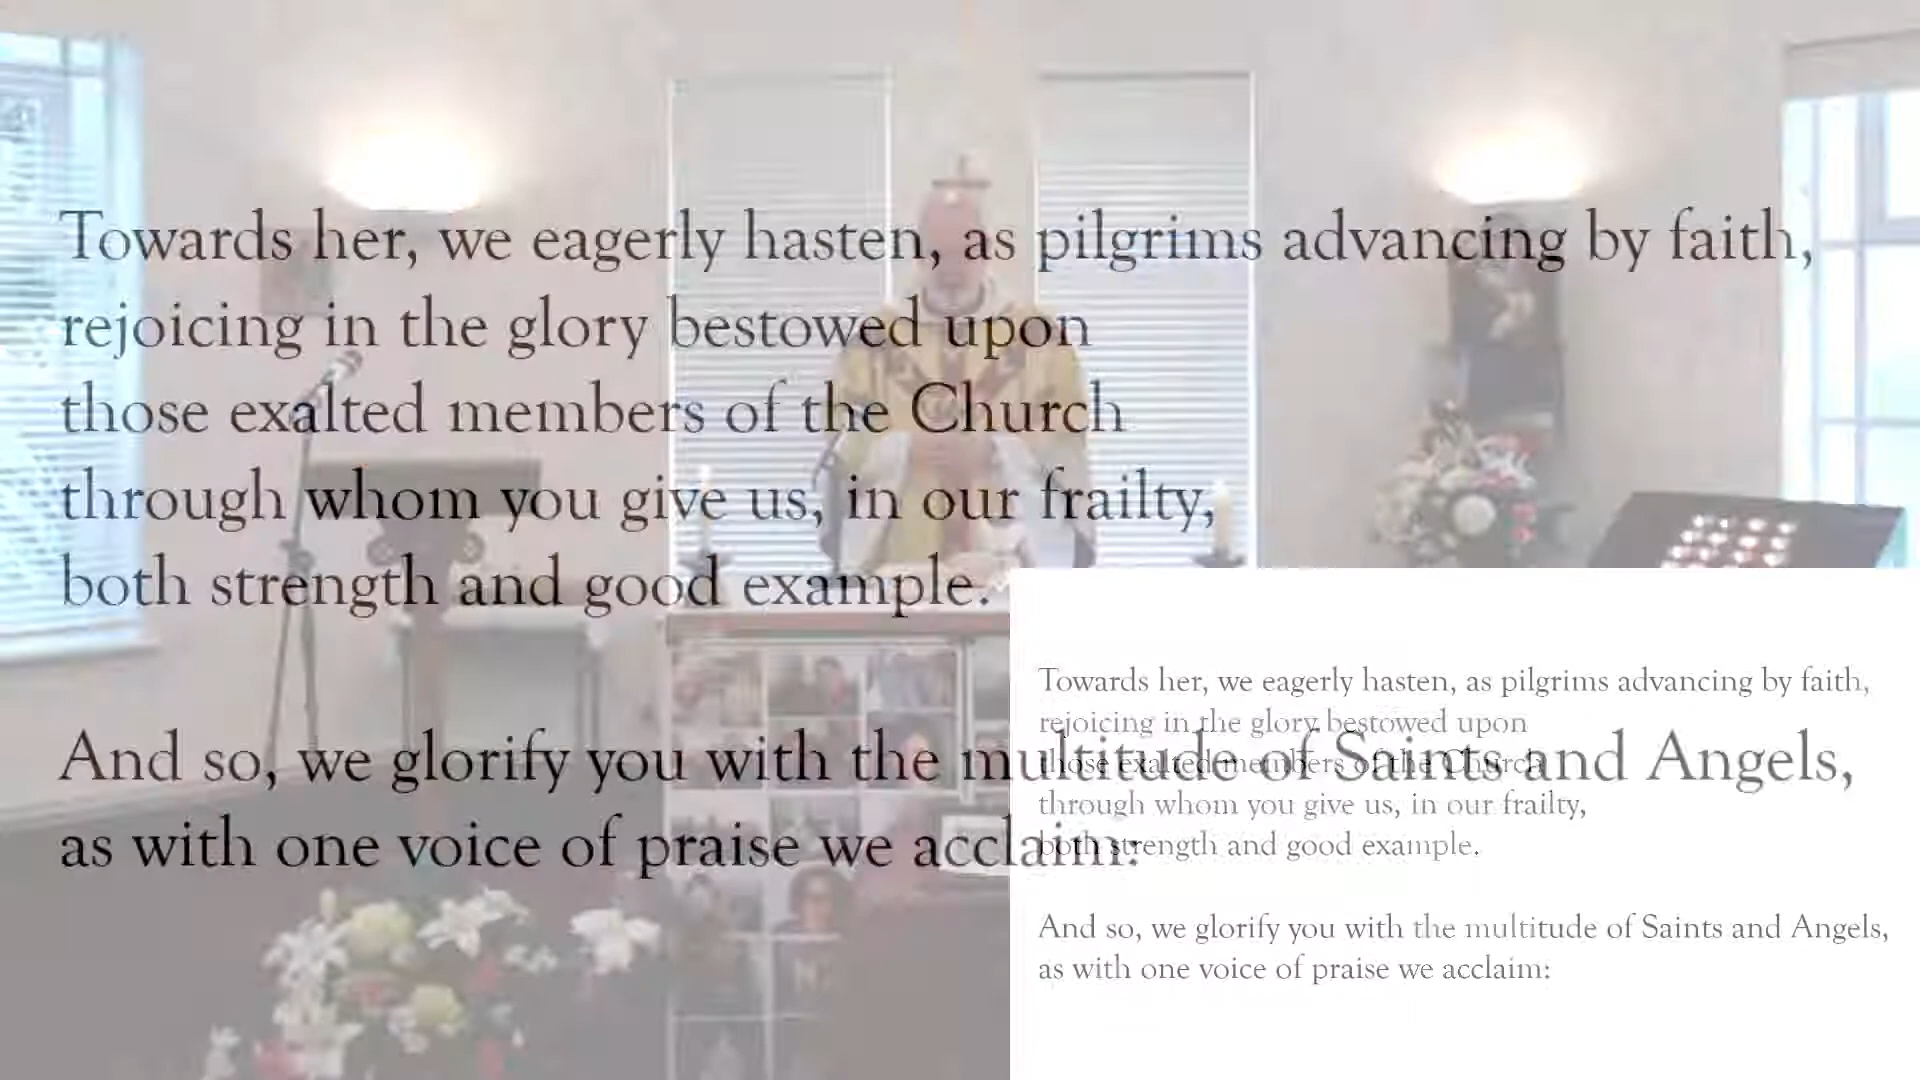 Towards her, we eagerly hasten, as pilgrims advancing by faith,
rejoicing in the glory bestowed upon
those exalted members of the Church
through whom you give us, in our frailty,
both strength and good example.
And so, we glorify you with the multitude of Saints and Angels,
as with one voice of praise we acclaim:
Towards her, we eagerly hasten, as pilgrims advancing by faith,
rejoicing in the glory bestowed upon
those exalted members of the Church
through whom you give us, in our frailty,
both strength and good example.
And so, we glorify you with the multitude of Saints and Angels,
as with one voice of praise we acclaim: